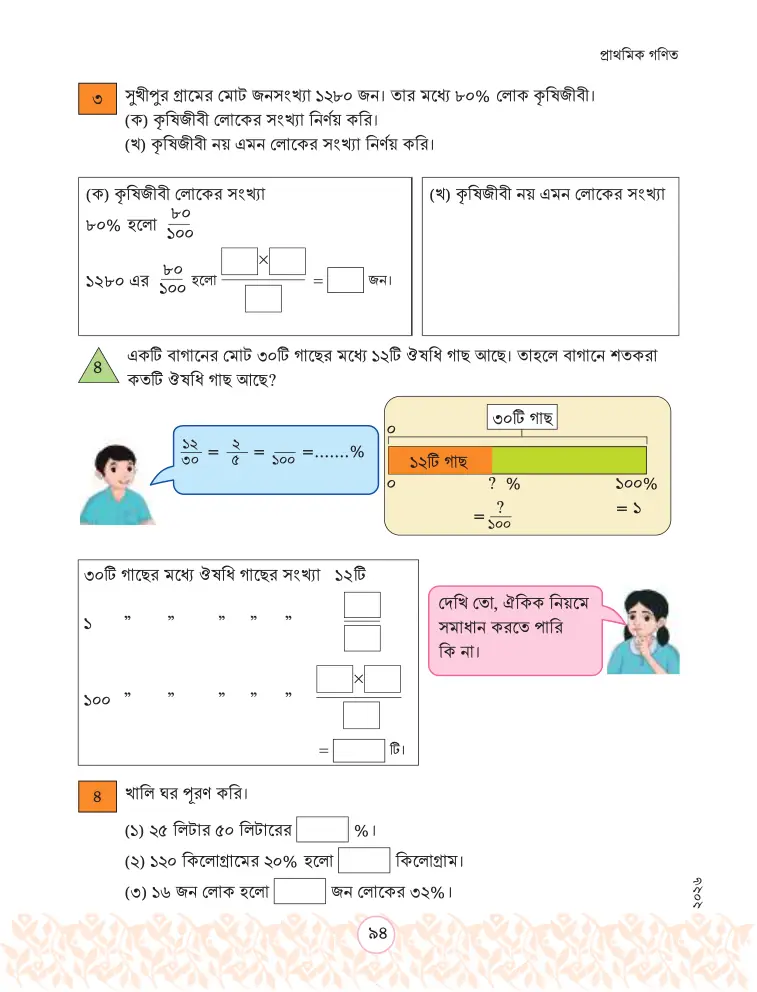 প্রাথমিক গণিত
৩
সুখীপুর গ্রামের মোট জনসংখ্যা ১২৮০ জন। তার মধ্যে ৮০% লোক কৃষিজীবী।
(ক) কৃষিজীবী লোকের সংখ্যা নির্ণয় করি।
(খ) কৃষিজীবী নয় এমন লোকের সংখ্যা নির্ণয় করি।
(ক) কৃষিজীবী লোকের সংখ্যা
৮০% হলো ৮০/১০০
১২৮০ এর ৮০/১০০ হলো × = জন।
(খ) কৃষিজীবী নয় এমন লোকের সংখ্যা
৪
একটি বাগানের মোট ৩০টি গাছের মধ্যে ১২টি ঔষধি গাছ আছে। তাহলে বাগানে শতকরা
কতটি ঔষধি গাছ আছে?
১২/৩০ = ২/৫ = /১০০ =.......%
৩০টি গাছ
০
১২টি গাছ
০ ? % ১০০%
= ?/১০০ = ১
৩০টি গাছের মধ্যে ঔষধি গাছের সংখ্যা ১২টি
১ ” ” ” ” ”
১০০ ” ” ” ” ” ×
= টি।
দেখি তো, ঐকিক নিয়মে
সমাধান করতে পারি
কি না।
৪
খালি ঘর পূরণ করি।
(১) ২৫ লিটার ৫০ লিটারের %।
(২) ১২০ কিলোগ্রামের ২০% হলো কিলোগ্রাম।
(৩) ১৬ জন লোক হলো জন লোকের ৩২%।
২০২৬
৯৪